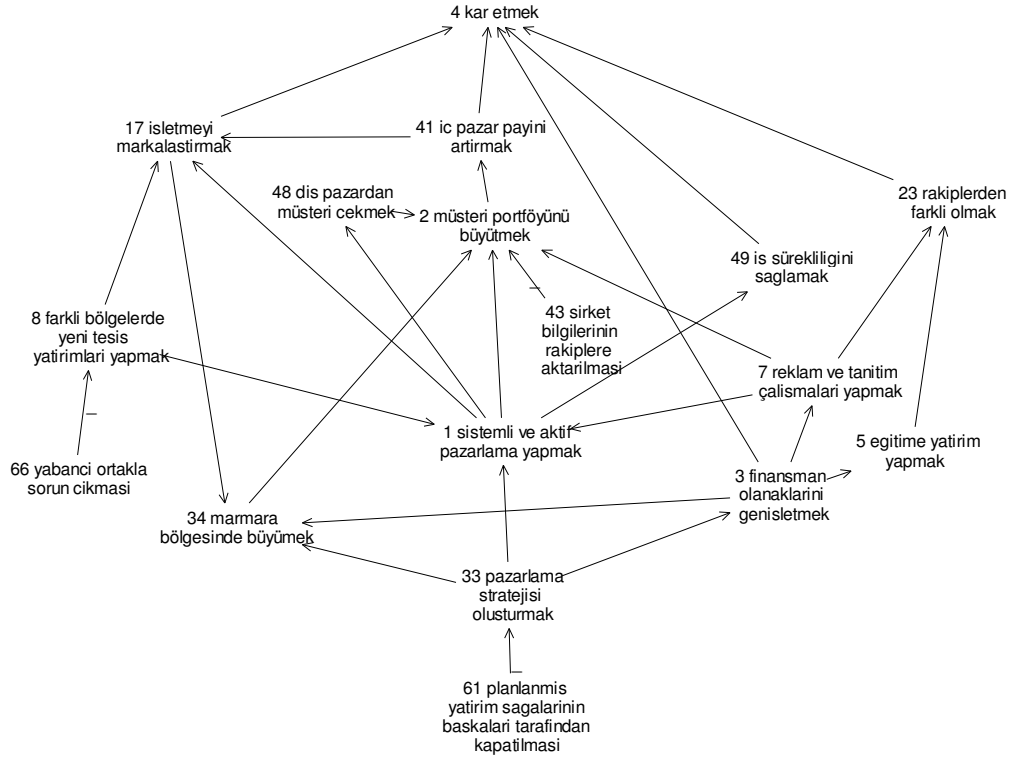 4 kar etmek
17 isletmeyi
markalastirmak
41 ic pazar payini
artirmak
48 dis pazardan
müsteri cekmek
2 müsteri portföyünü
büyütmek
23 rakiplerden
farkli olmak
49 is sürekliligini
saglamak
8 farkli bölgelerde
yeni tesis
yatirimlari yapmak
43 sirket
bilgilerinin
rakiplere
aktarilmasi
7 reklam ve tanitim
çalismalari yapmak
1 sistemli ve aktif
pazarlama yapmak
5 egitime yatirim
yapmak
66 yabanci ortakla
sorun cikmasi
3 finansman
olanaklarini
genisletmek
34 marmara
bölgesinde büyümek
33 pazarlama
stratejisi
olusturmak
61 planlanmis
yatirim sagalarinin
baskalari tarafindan
kapatilmasi